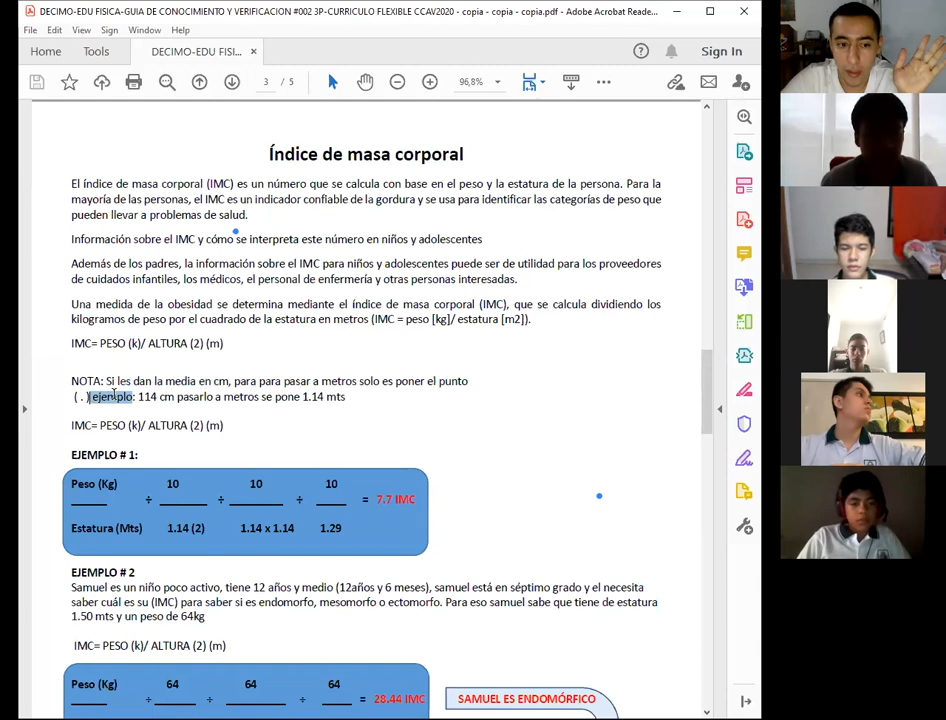 DECIMO-EDU FISICA-GUIA DE CONOCIMIENTO Y VERIFICACION #002 3P-CURRICULO FLEXIBLE CCAV2020 - copia - copia - copia.pdf - Adobe Acrobat Reade...
File Edit View Sign Window Help
Home Tools DECIMO-EDU FISI... × Sign In
3 / 5 96,8%
Índice de masa corporal
El índice de masa corporal (IMC) es un número que se calcula con base en el peso y la estatura de la persona. Para la
mayoría de las personas, el IMC es un indicador confiable de la gordura y se usa para identificar las categorías de peso que
pueden llevar a problemas de salud.
Información sobre el IMC y cómo se interpreta este número en niños y adolescentes
Además de los padres, la información sobre el IMC para niños y adolescentes puede ser de utilidad para los proveedores
de cuidados infantiles, los médicos, el personal de enfermería y otras personas interesadas.
Una medida de la obesidad se determina mediante el índice de masa corporal (IMC), que se calcula dividiendo los
kilogramos de peso por el cuadrado de la estatura en metros (IMC = peso [kg]/ estatura [m2]).
IMC= PESO (k)/ ALTURA (2) (m)
NOTA: Si les dan la media en cm, para para pasar a metros solo es poner el punto
( . ) ejemplo: 114 cm pasarlo a metros se pone 1.14 mts
IMC= PESO (k)/ ALTURA (2) (m)
EJEMPLO # 1:
Peso (Kg) 10 10 10
÷ ÷ ÷ = 7.7 IMC
Estatura (Mts) 1.14 (2) 1.14 x 1.14 1.29
EJEMPLO # 2
Samuel es un niño poco activo, tiene 12 años y medio (12años y 6 meses), samuel está en séptimo grado y el necesita
saber cuál es su (IMC) para saber si es endomorfo, mesomorfo o ectomorfo. Para eso samuel sabe que tiene de estatura
1.50 mts y un peso de 64kg
IMC= PESO (k)/ ALTURA (2) (m)
Peso (Kg) 64 64 64
÷ ÷ ÷ = 28.44 IMC
SAMUEL ES ENDOMÓRFICO